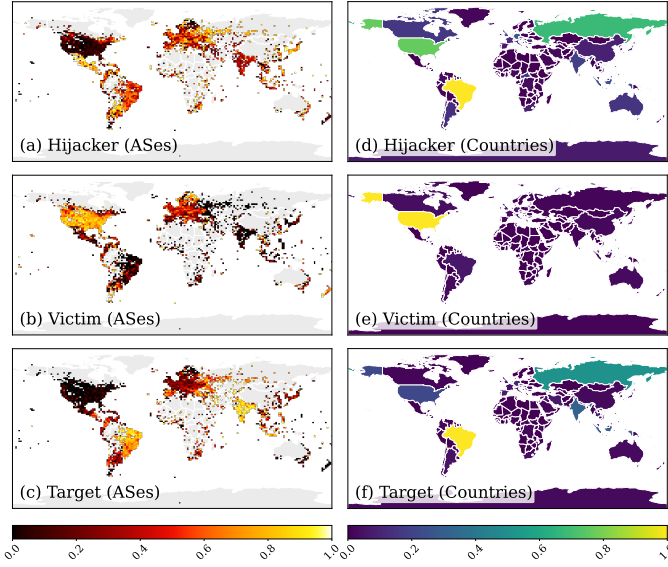 (a) Hijacker (ASes)
(d) Hijacker (Countries)
(b) Victim (ASes)
(e) Victim (Countries)
(c) Target (ASes)
(f) Target (Countries)
0.0 0.2 0.4 0.6 0.8 1.0
0.0 0.2 0.4 0.6 0.8 1.0